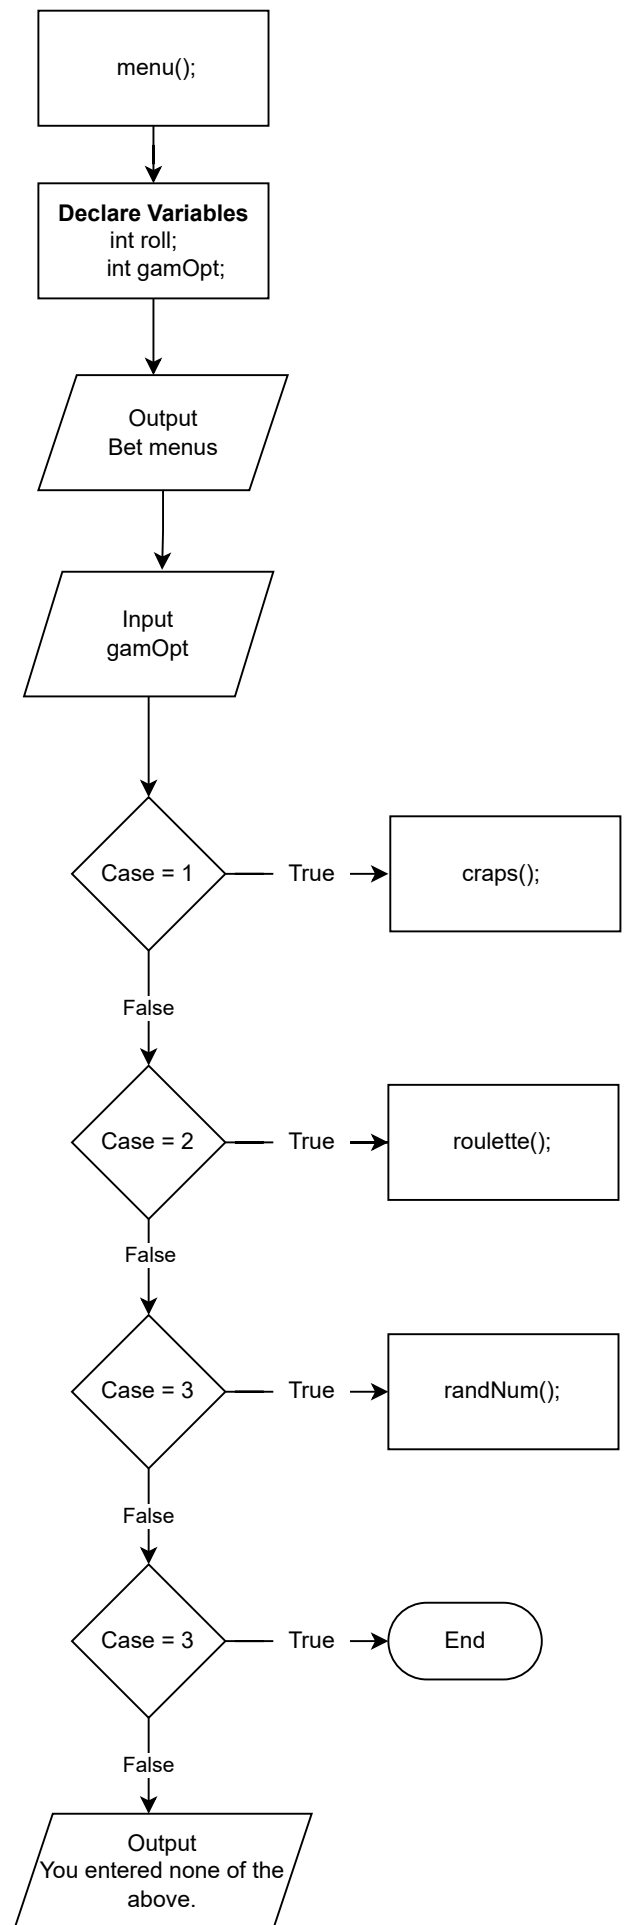 menu();
Declare Variables
int roll;
int gamOpt;
Output
Bet menus
Input
gamOpt
Case = 1
True
craps();
False
Case = 2
True
roulette();
False
Case = 3
True
randNum();
False
Case = 3
True
End
False
Output
You entered none of the
above.